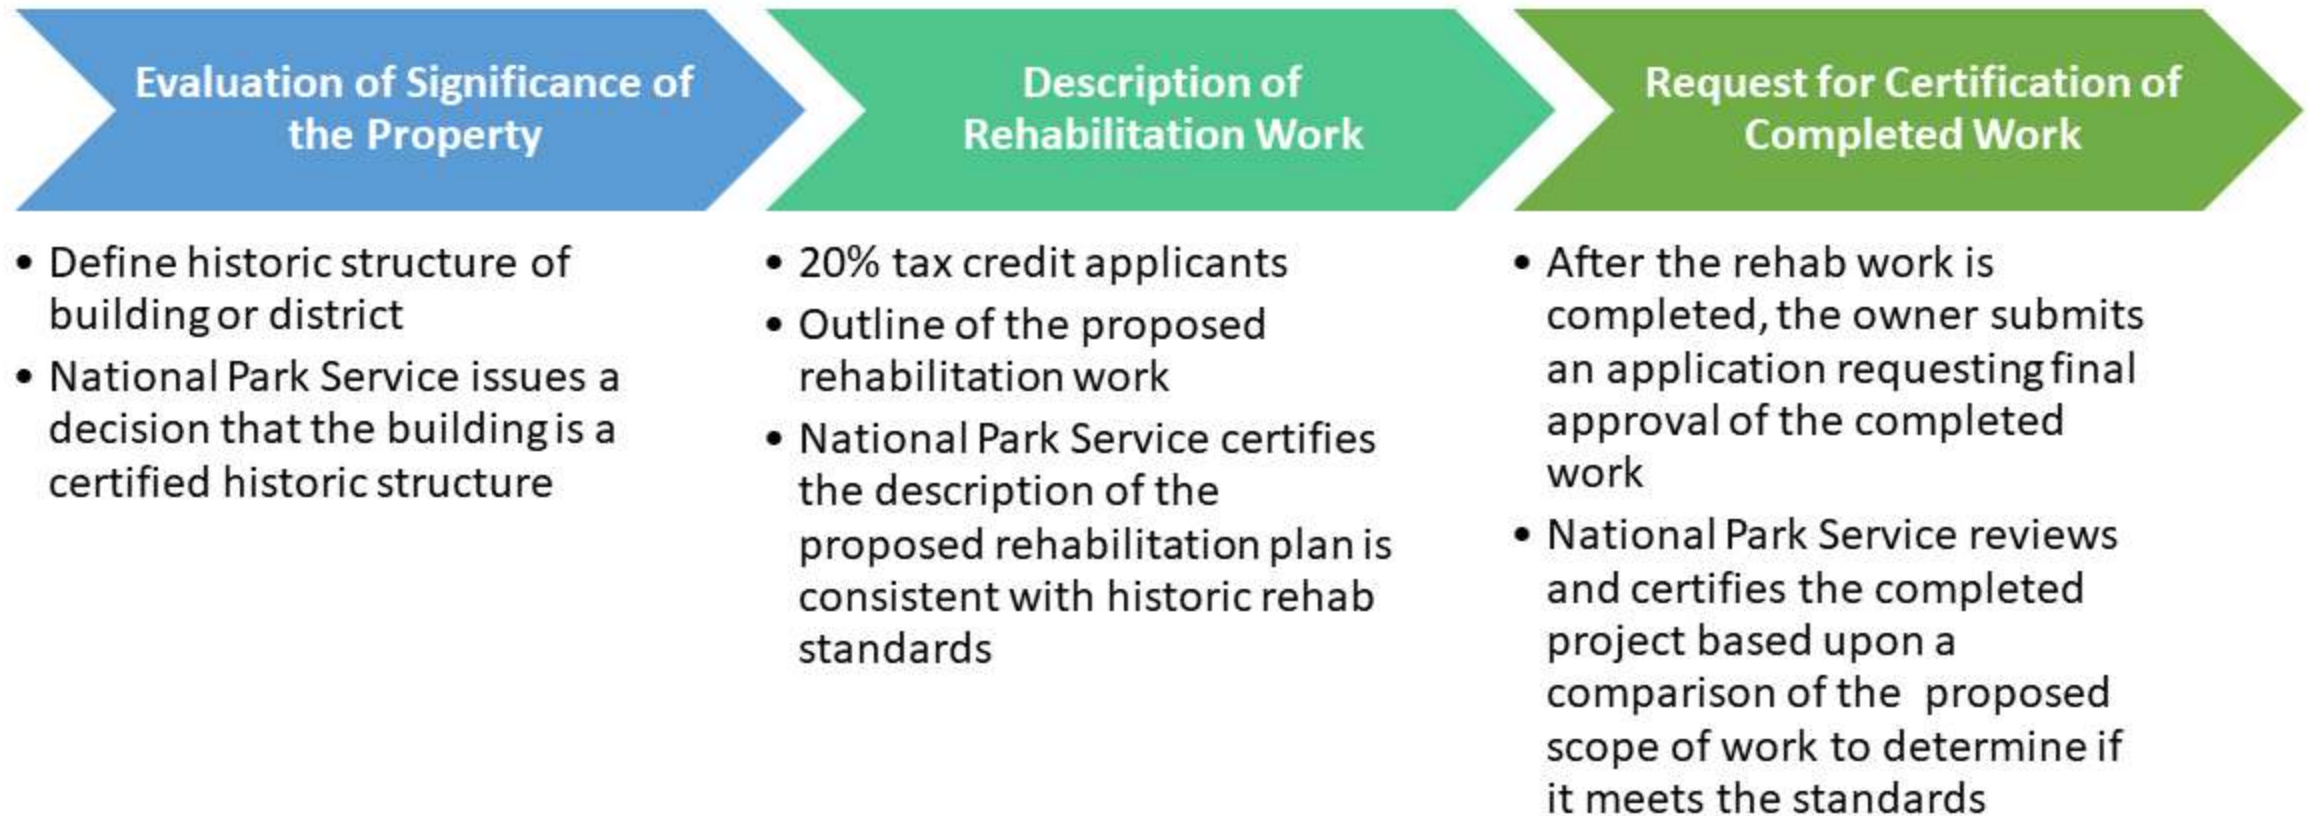 Evaluation of Significance of
the Property
• Define historic structure of
building or district
• National Park Service issues a
decision that the building is a
certified historic structure
Description of
Rehabilitation Work
• 20% tax credit applicants
• Outline of the proposed
rehabilitation work
• National Park Service certifies
the description of the
proposed rehabilitation plan is
consistent with historic rehab
standards
Request for Certification of
Completed Work
• After the rehab work is
completed, the owner submits
an application requesting final
approval of the completed
work
• National Park Service reviews
and certifies the completed
project based upon a
comparison of the proposed
scope of work to determine if
it meets the standards